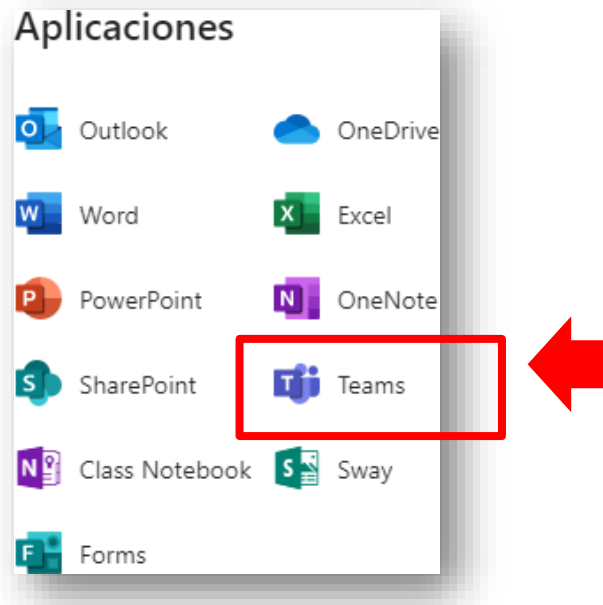 Aplicaciones
Outlook
OneDrive
Word
Excel
PowerPoint
OneNote
SharePoint
Teams
Class Notebook
Sway
Forms